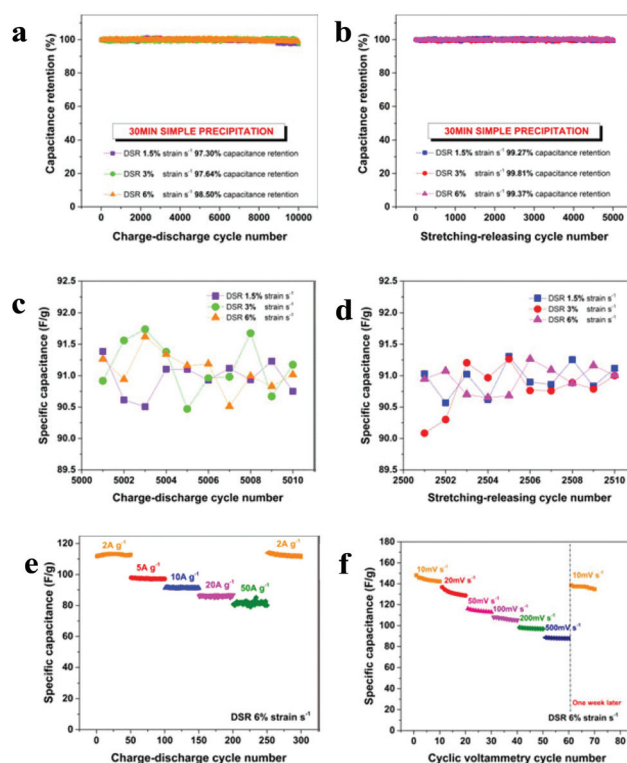 a
Capacitance retention (%)
100
80
60
40
20
0
30MIN SIMPLE PRECIPITATION
DSR 1.5% strain s⁻¹ 97.30% capacitance retention
DSR 3% strain s⁻¹ 97.64% capacitance retention
DSR 6% strain s⁻¹ 98.50% capacitance retention
0 2000 4000 6000 8000 10000
Charge-discharge cycle number
b
Capacitance retention (%)
100
80
60
40
20
0
30MIN SIMPLE PRECIPITATION
DSR 1.5% strain s⁻¹ 99.27% capacitance retention
DSR 3% strain s⁻¹ 99.81% capacitance retention
DSR 6% strain s⁻¹ 99.37% capacitance retention
0 1000 2000 3000 4000 5000
Stretching-releasing cycle number
c
Specific capacitance (F/g)
92.5
92.0
91.5
91.0
90.5
90.0
89.5
DSR 1.5% strain s⁻¹
DSR 3% strain s⁻¹
DSR 6% strain s⁻¹
5000 5002 5004 5006 5008 5010
Charge-discharge cycle number
d
Specific capacitance (F/g)
92.5
92.0
91.5
91.0
90.5
90.0
89.5
DSR 1.5% strain s⁻¹
DSR 3% strain s⁻¹
DSR 6% strain s⁻¹
2500 2502 2504 2506 2508 2510
Stretching-releasing cycle number
e
Specific capacitance (F/g)
120
100
80
60
40
20
0
2A g⁻¹
5A g⁻¹
10A g⁻¹
20A g⁻¹
50A g⁻¹
2A g⁻¹
DSR 6% strain s⁻¹
0 50 100 150 200 250 300
Charge-discharge cycle number
f
Specific capacitance (F/g)
180
160
140
120
100
80
60
40
20
0
10mV s⁻¹
20mV s⁻¹
50mV s⁻¹
100mV s⁻¹
200mV s⁻¹
500mV s⁻¹
10mV s⁻¹
One week later
DSR 6% strain s⁻¹
0 10 20 30 40 50 60 70 80
Cyclic voltammetry cycle number